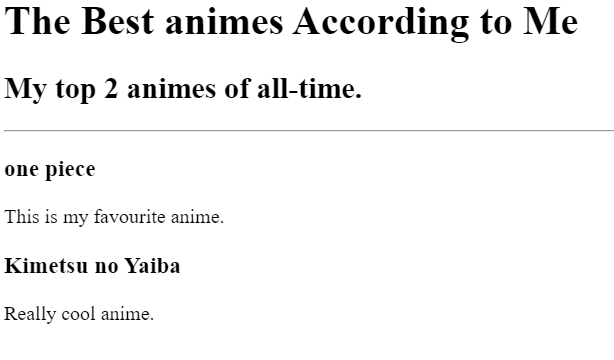 The Best animes According to Me
My top 2 animes of all-time.
one piece
This is my favourite anime.
Kimetsu no Yaiba
Really cool anime.